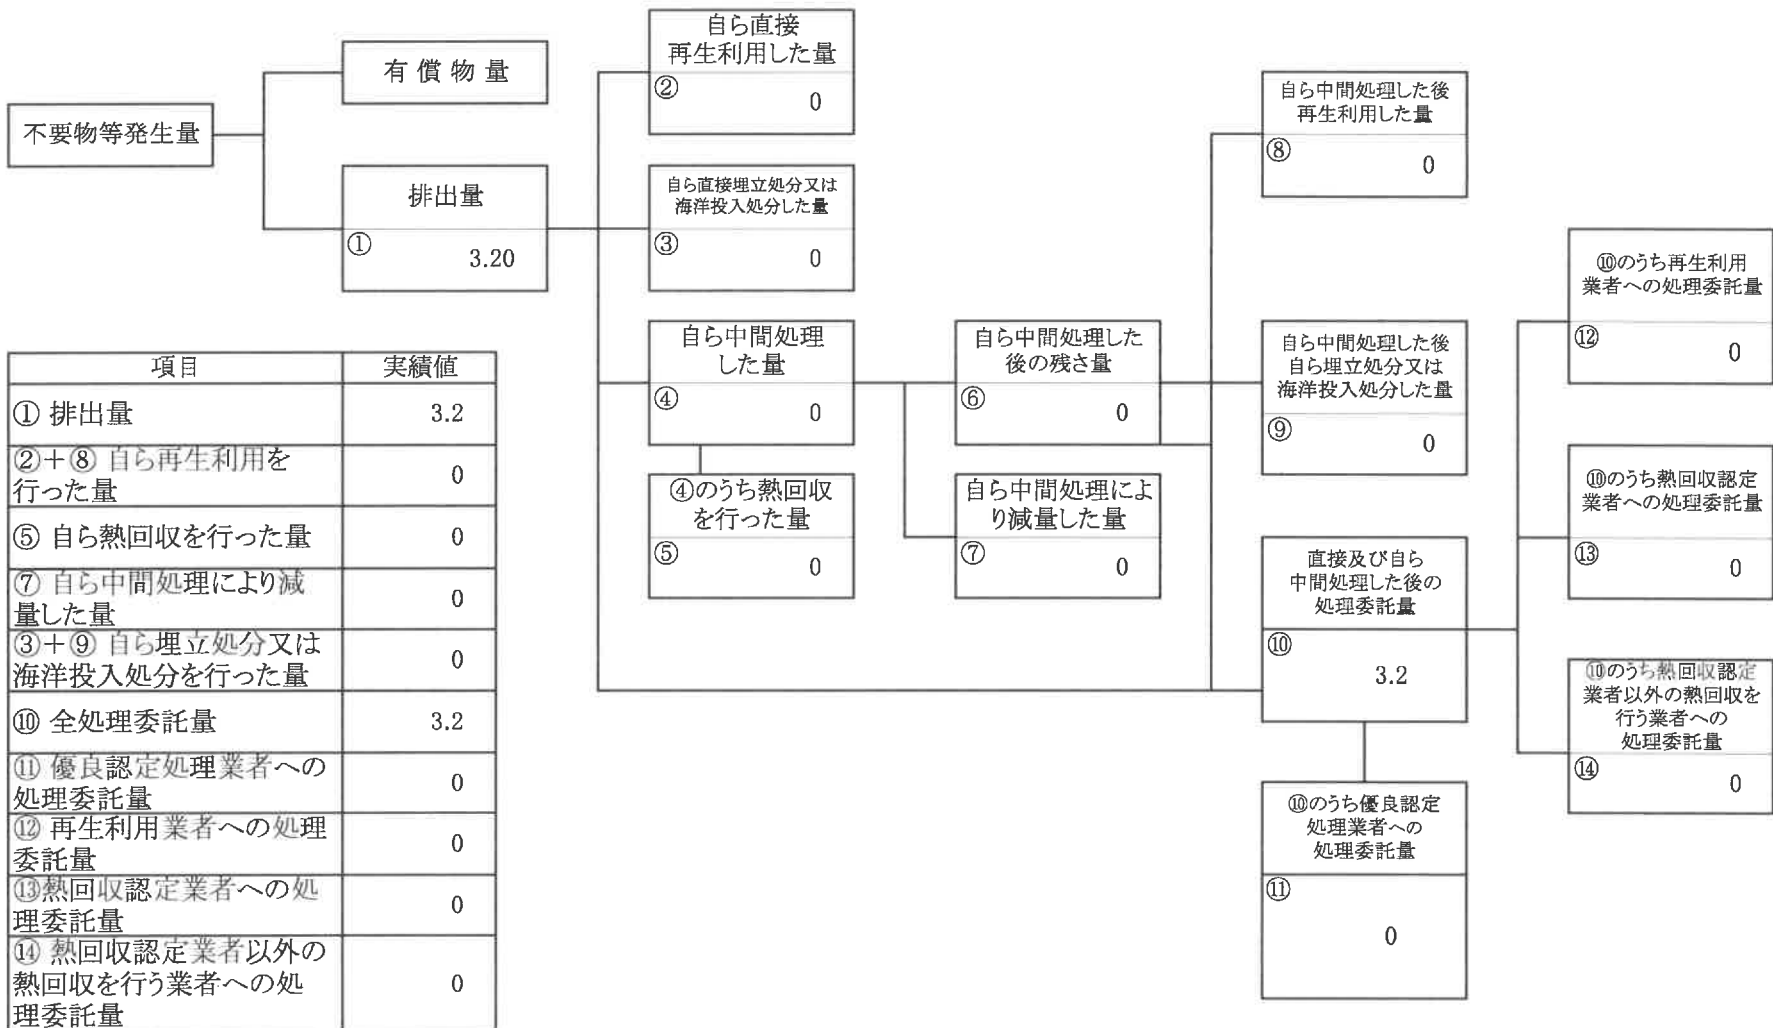 不要物等発生量
有償物量
排出量
①
3.20
自ら直接
再生利用した量
②
0
自ら直接埋立処分又は
海洋投入処分した量
③
0
自ら中間処理
した量
④
0
④のうち熱回収
を行った量
⑤
0
自ら中間処理した
後の残さ量
⑥
0
自ら中間処理によ
り減量した量
⑦
0
自ら中間処理した後
再生利用した量
⑧
0
自ら中間処理した後
自ら埋立処分又は
海洋投入処分した量
⑨
0
直接及び自ら
中間処理した後の
処理委託量
⑩
3.2
⑩のうち優良認定
処理業者への
処理委託量
⑪
0
⑩のうち再生利用
業者への処理委託量
⑫
0
⑩のうち熱回収認定
業者への処理委託量
⑬
0
⑩のうち熱回収認定
業者以外の熱回収を
行う業者への
処理委託量
⑭
0
項目 実績値
① 排出量 3.2
②+⑧ 自ら再生利用を
行った量 0
⑤ 自ら熱回収を行った量 0
⑦ 自ら中間処理により減
量した量 0
③+⑨ 自ら埋立処分又は
海洋投入処分を行った量 0
⑩ 全処理委託量 3.2
⑪ 優良認定処理業者への
処理委託量 0
⑫ 再生利用業者への処理
委託量 0
⑬熱回収認定業者への処
理委託量 0
⑭ 熱回収認定業者以外の
熱回収を行う業者への処
理委託量 0